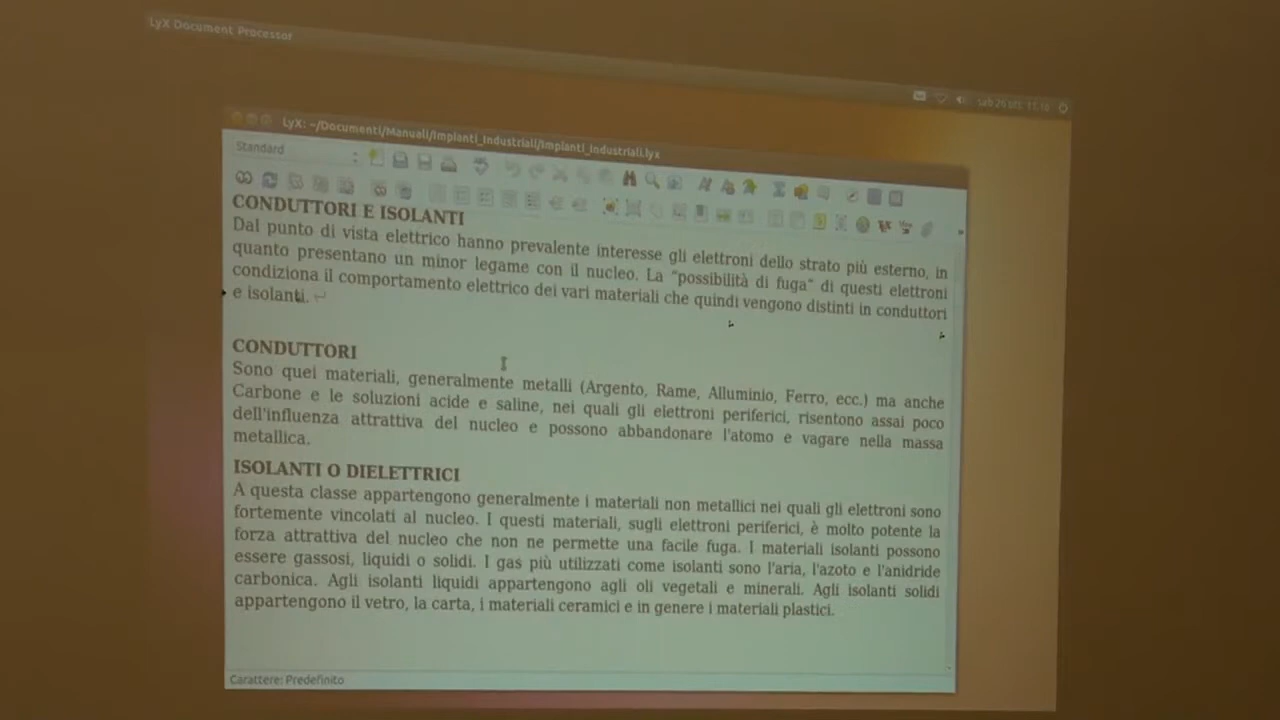 LyX Document Processor
LyX: ~/Documenti/Manuali/Impianti_Industriali/Impianti_Industriali.lyx
Standard
CONDUTTORI E ISOLANTI
Dal punto di vista elettrico hanno prevalente interesse gli elettroni dello strato più esterno, in
quanto presentano un minor legame con il nucleo. La "possibilità di fuga" di questi elettroni
condiziona il comportamento elettrico dei vari materiali che quindi vengono distinti in conduttori
e isolanti.
CONDUTTORI
Sono quei materiali, generalmente metalli (Argento, Rame, Alluminio, Ferro, ecc.) ma anche
Carbone e le soluzioni acide e saline, nei quali gli elettroni periferici, risentono assai poco
dell'influenza attrattiva del nucleo e possono abbandonare l'atomo e vagare nella massa
metallica.
ISOLANTI O DIELETTRICI
A questa classe appartengono generalmente i materiali non metallici nei quali gli elettroni sono
fortemente vincolati al nucleo. I questi materiali, sugli elettroni periferici, è molto potente la
forza attrattiva del nucleo che non ne permette una facile fuga. I materiali isolanti possono
essere gassosi, liquidi o solidi. I gas più utilizzati come isolanti sono l'aria, l'azoto e l'anidride
carbonica. Agli isolanti liquidi appartengono agli oli vegetali e minerali. Agli isolanti solidi
appartengono il vetro, la carta, i materiali ceramici e in genere i materiali plastici.
Carattere: Predefinito